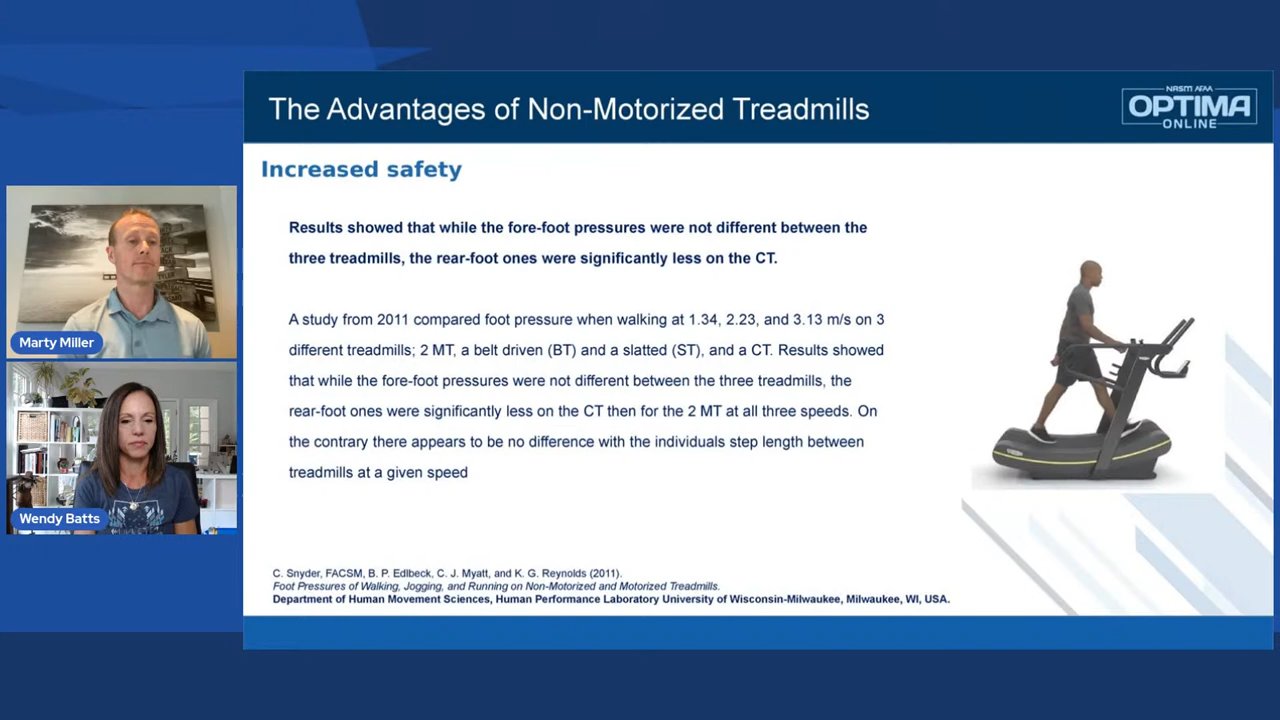 The Advantages of Non-Motorized Treadmills
NASM AFAA
OPTIMA
ONLINE
Increased safety
Results showed that while the fore-foot pressures were not different between the
three treadmills, the rear-foot ones were significantly less on the CT.
A study from 2011 compared foot pressure when walking at 1.34, 2.23, and 3.13 m/s on 3
different treadmills; 2 MT, a belt driven (BT) and a slatted (ST), and a CT. Results showed
that while the fore-foot pressures were not different between the three treadmills, the
rear-foot ones were significantly less on the CT then for the 2 MT at all three speeds. On
the contrary there appears to be no difference with the individuals step length between
treadmills at a given speed
C. Snyder, FACSM, B. P. Edlbeck, C. J. Myatt, and K. G. Reynolds (2011).
Foot Pressures of Walking, Jogging, and Running on Non-Motorized and Motorized Treadmills.
Department of Human Movement Sciences, Human Performance Laboratory University of Wisconsin-Milwaukee, Milwaukee, WI, USA.
Marty Miller
Wendy Batts